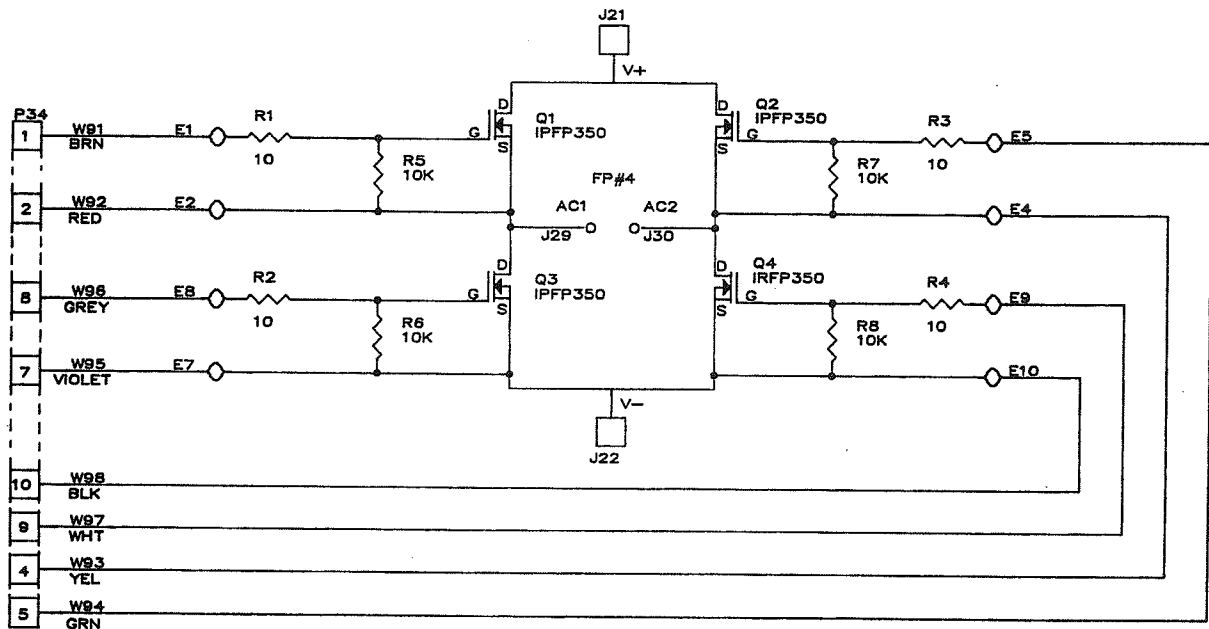 J21
V+
P34
1 W91 E1 R1
BRN
10
G D
S
Q1
IPFP350
R5
10K
D Q2
G IPFP350
S
R3
E5
10
R7
10K
FP#4
2 W92 E2
RED
AC1 AC2
J29 J30
E4
8 W96 E8 R2
GREY
10
G D
S
Q3
IPFP350
R6
10K
D Q4
G IRFP350
S
R4
E9
10
R8
10K
7 W95 E7
VIOLET
E10
V-
J22
10 W98
BLK
9 W97
WHT
4 W93
YEL
5 W94
GRN